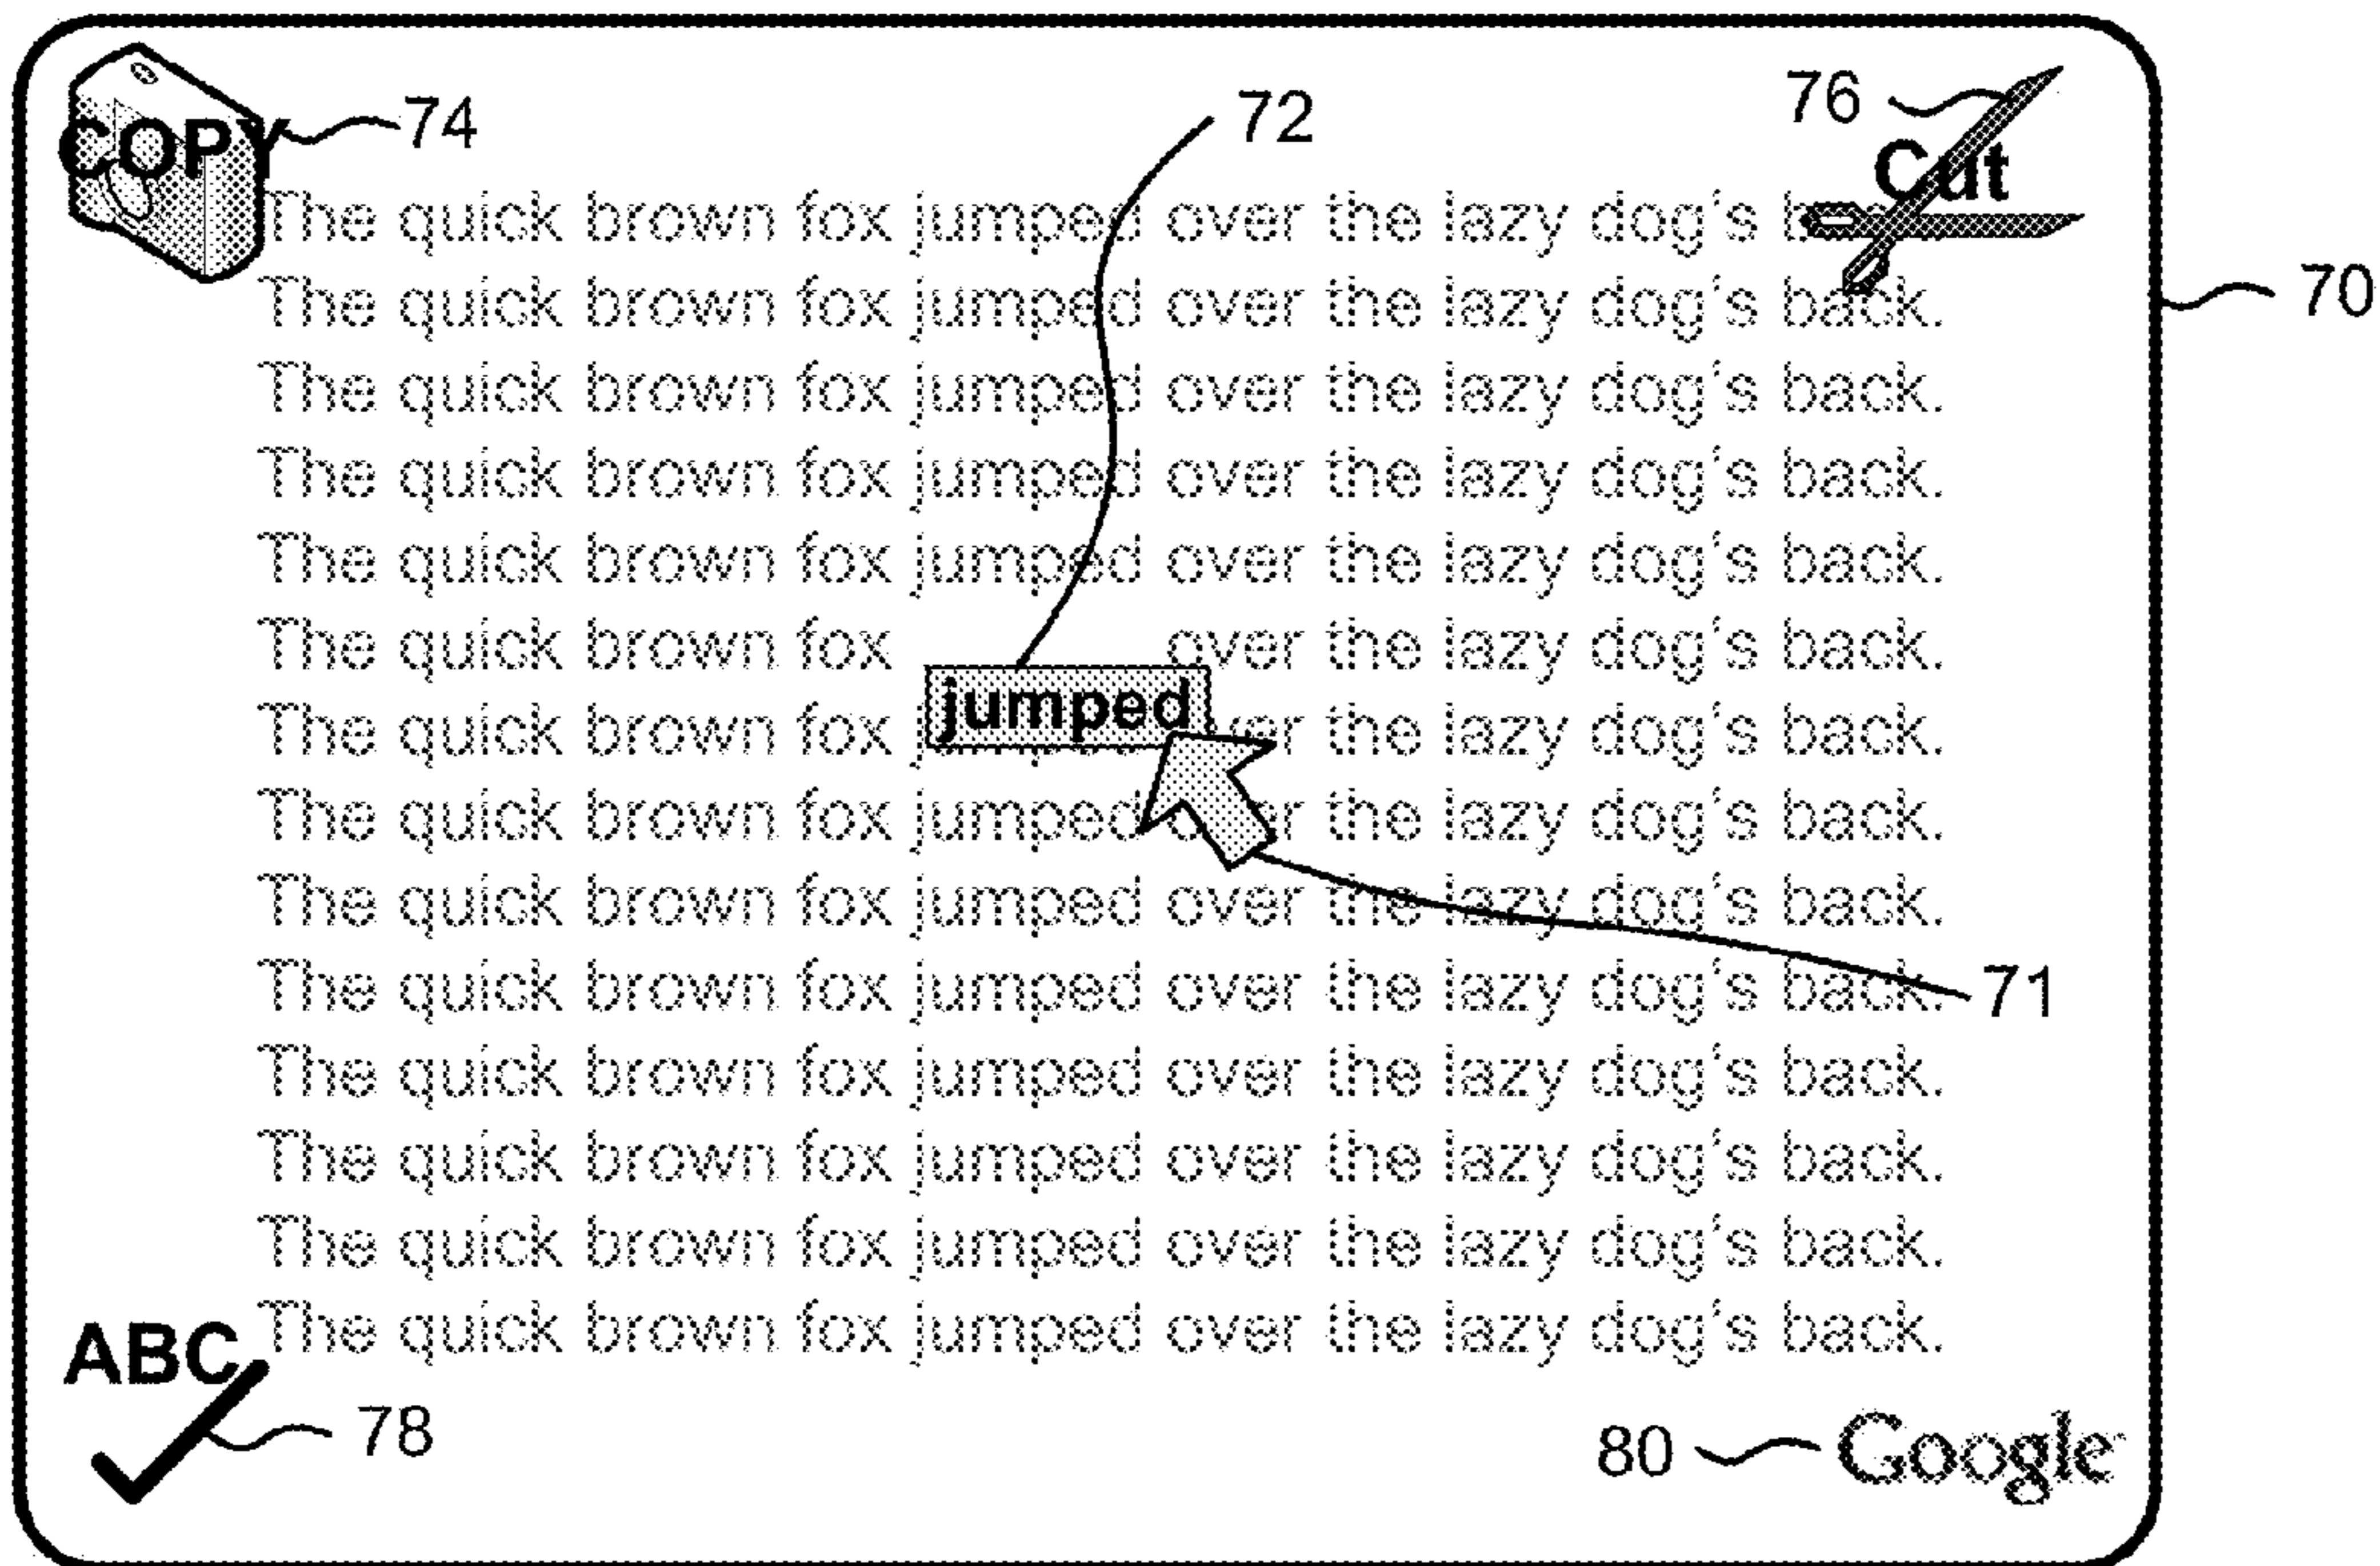 COPY
74
72
76
Cut
The quick brown fox jumped over the lazy dog's
70
The quick brown fox jumped over the lazy dog's back.
The quick brown fox jumped over the lazy dog's back.
The quick brown fox jumped over the lazy dog's back.
The quick brown fox jumped over the lazy dog's back.
The quick brown fox over the lazy dog's back.
jumped
The quick brown fox the lazy dog's back.
The quick brown fox jumped over the lazy dog's back.
The quick brown fox jumped over the lazy dog's back.
The quick brown fox jumped over the lazy dog's back.
71
The quick brown fox jumped over the lazy dog's back.
The quick brown fox jumped over the lazy dog's back.
The quick brown fox jumped over the lazy dog's back.
The quick brown fox jumped over the lazy dog's back.
ABC
78
80
Google